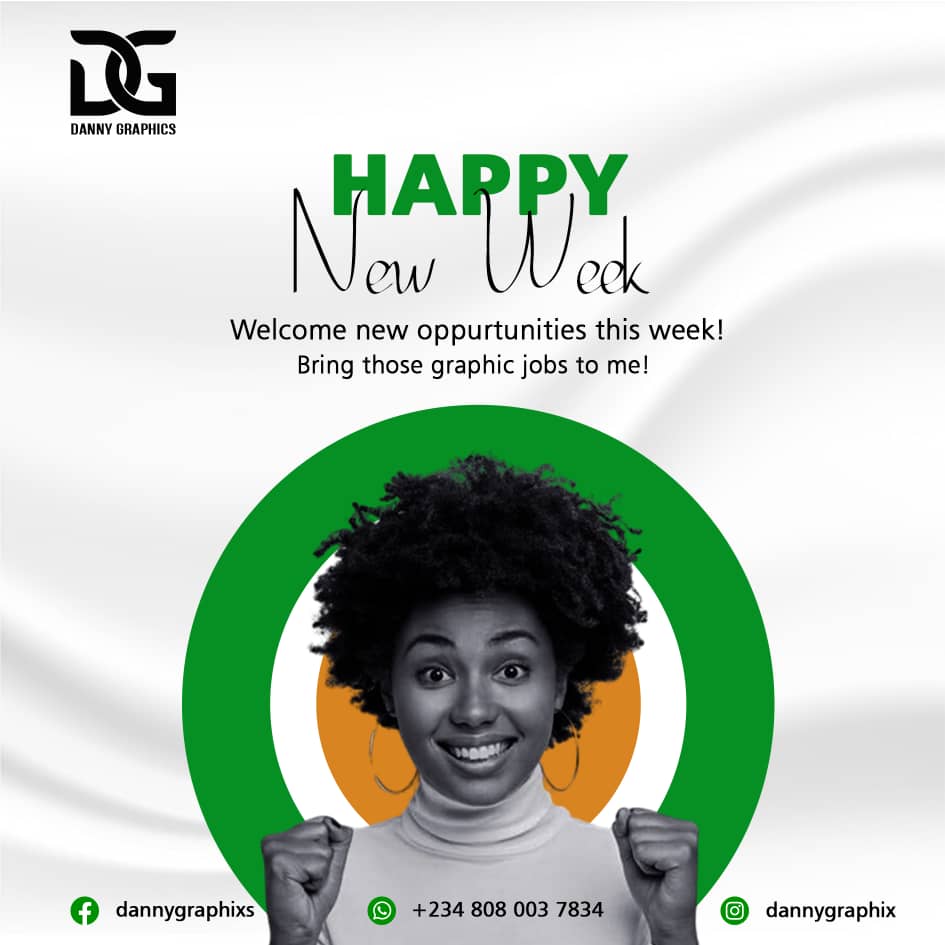 DG
DANNY GRAPHICS
HAPPY
New Week
Welcome new oppurtunities this week!
Bring those graphic jobs to me!
dannygraphixs
+234 808 003 7834
dannygraphix